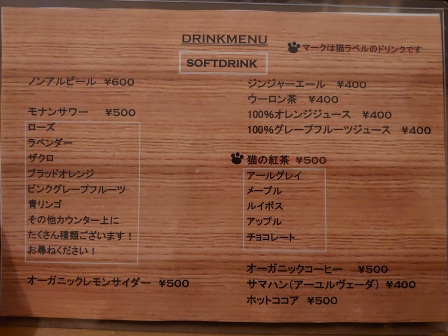 DRINKMENU
マークは猫ラベルのドリンクです
SOFTDRINK
ノンアルビール ¥600
モナンサワー ¥500
ローズ
ラベンダー
ザクロ
ブラッドオレンジ
ピンクグレープフルーツ
青リンゴ
その他カウンター上に
たくさん種類ございます!
お尋ねください!
オーガニックレモンサイダー ¥500
ジンジャーエール ¥400
ウーロン茶 ¥400
100%オレンジジュース ¥400
100%グレープフルーツジュース ¥400
猫の紅茶 ¥500
アールグレイ
メープル
ルイボス
アップル
チョコレート
オーガニックコーヒー ¥500
サマハン(アーユルヴェーダ) ¥400
ホットココア ¥500